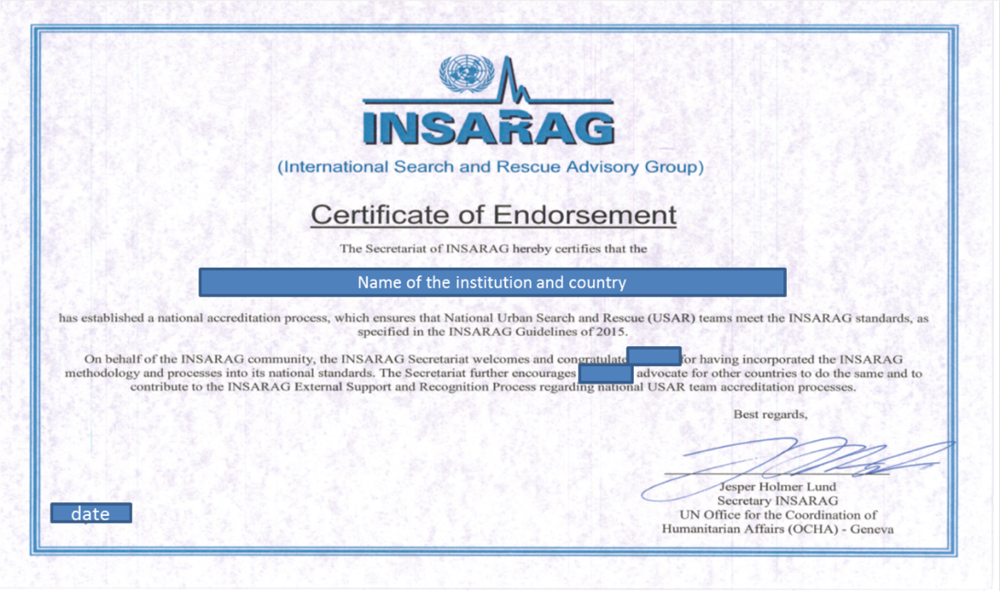 INSARAG
(International Search and Rescue Advisory Group)
Certificate of Endorsement
The Secretariat of INSARAG hereby certifies that the
Name of the institution and country
has established a national accreditation process, which ensures that National Urban Search and Rescue (USAR) teams meet the INSARAG standards, as
specified in the INSARAG Guidelines of 2015.
On behalf of the INSARAG community, the INSARAG Secretariat welcomes and congratulate for having incorporated the INSARAG
methodology and processes into its national standards. The Secretariat further encourages advocate for other countries to do the same and to
contribute to the INSARAG External Support and Recognition Process regarding national USAR team accreditation processes.
Best regards,
Jesper Holmer Lund
Secretary INSARAG
UN Office for the Coordination of
Humanitarian Affairs (OCHA) - Geneva
date